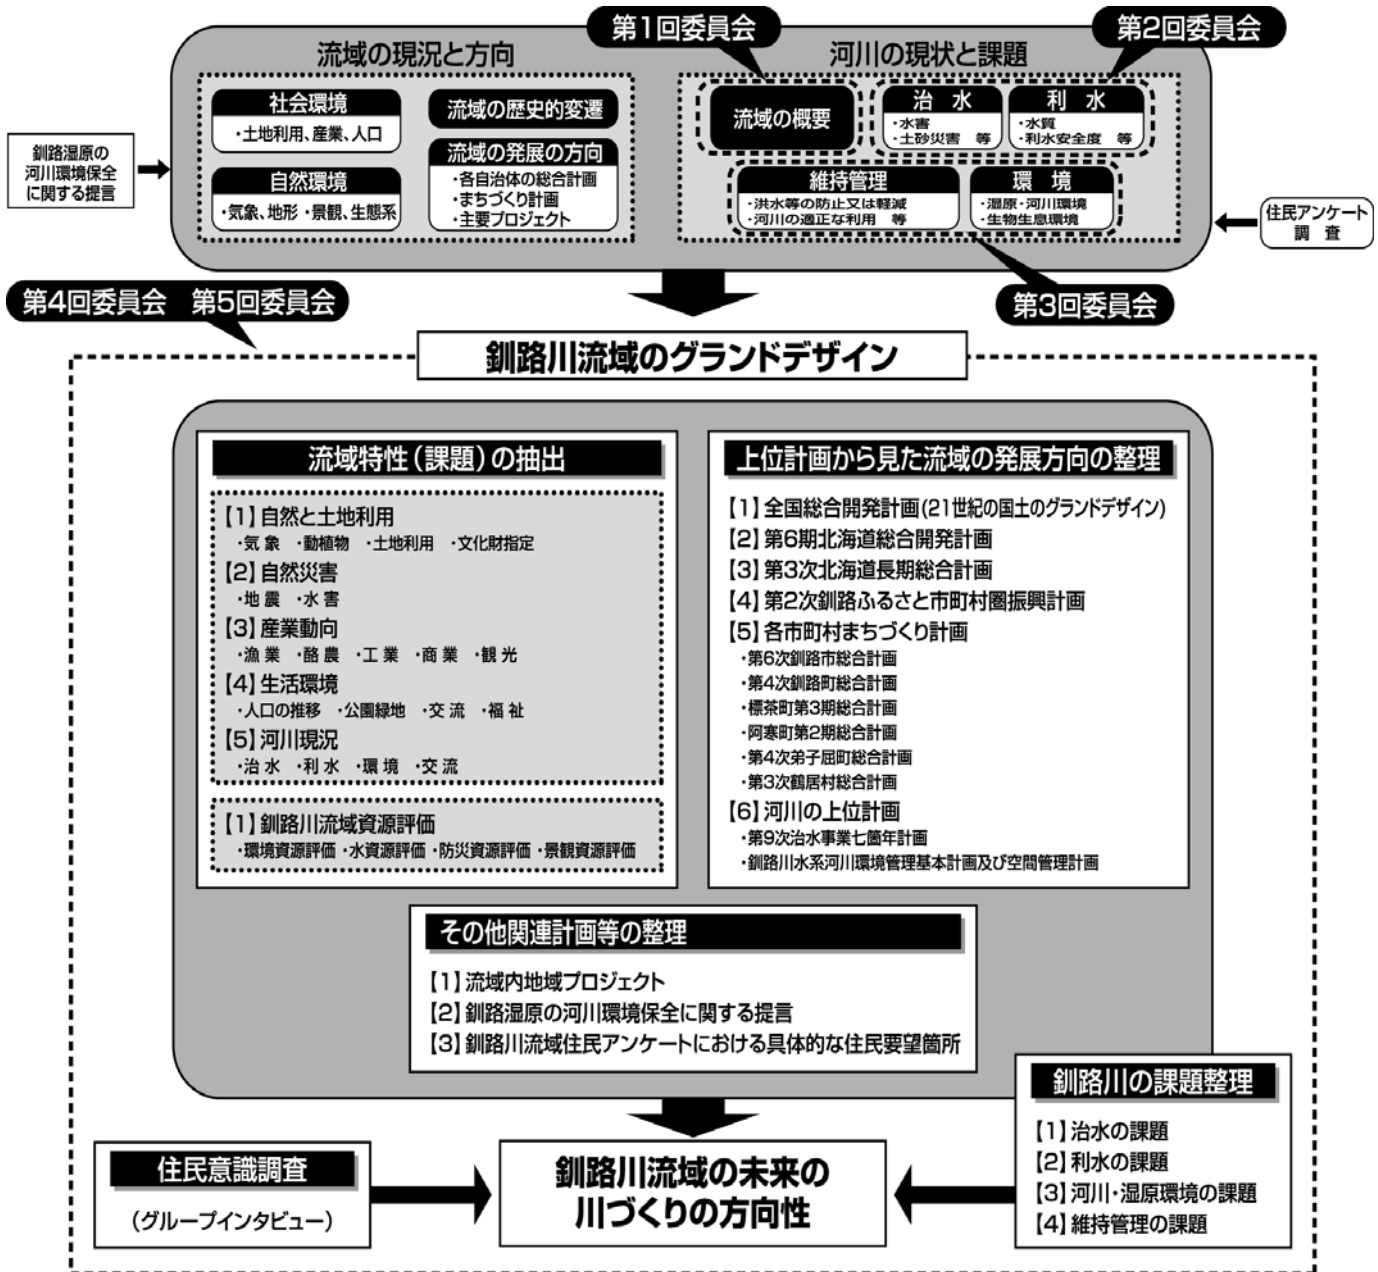 第1回委員会
第2回委員会
流域の現況と方向
河川の現状と課題
社会環境
・土地利用、産業、人口
自然環境
・気象、地形・景観、生態系
流域の歴史的変遷
流域の発展の方向
・各自治体の総合計画
・まちづくり計画
・主要プロジェクト
流域の概要
治 水
・水害
・土砂災害 等
利 水
・水質
・利水安全度 等
維持管理
・洪水等の防止又は軽減
・河川の適正な利用 等
環 境
・湿原・河川環境
・生物生息環境
釧路湿原の
河川環境保全
に関する提言
住民アンケート
調 査
第3回委員会
第4回委員会 第5回委員会
釧路川流域のグランドデザイン
流域特性（課題）の抽出
【1】自然と土地利用
・気 象 ・動植物 ・土地利用 ・文化財指定
【2】自然災害
・地 震 ・水 害
【3】産業動向
・漁 業 ・酪 農 ・工 業 ・商 業 ・観 光
【4】生活環境
・人口の推移 ・公園緑地 ・交 流 ・福 祉
【5】河川現況
・治 水 ・利 水 ・環 境 ・交 流
【1】釧路川流域資源評価
・環境資源評価・水資源評価・防災資源評価・景観資源評価
上位計画から見た流域の発展方向の整理
【1】全国総合開発計画(21世紀の国土のグランドデザイン)
【2】第6期北海道総合開発計画
【3】第3次北海道長期総合計画
【4】第2次釧路ふるさと市町村圏振興計画
【5】各市町村まちづくり計画
・第6次釧路市総合計画
・第4次釧路町総合計画
・標茶町第3期総合計画
・阿寒町第2期総合計画
・第4次弟子屈町総合計画
・第3次鶴居村総合計画
【6】河川の上位計画
・第9次治水事業七箇年計画
・釧路川水系河川環境管理基本計画及び空間管理計画
その他関連計画等の整理
【1】流域内地域プロジェクト
【2】釧路湿原の河川環境保全に関する提言
【3】釧路川流域住民アンケートにおける具体的な住民要望箇所
釧路川の課題整理
【1】治水の課題
【2】利水の課題
【3】河川・湿原環境の課題
【4】維持管理の課題
住民意識調査
（グループインタビュー）
釧路川流域の未来の
川づくりの方向性